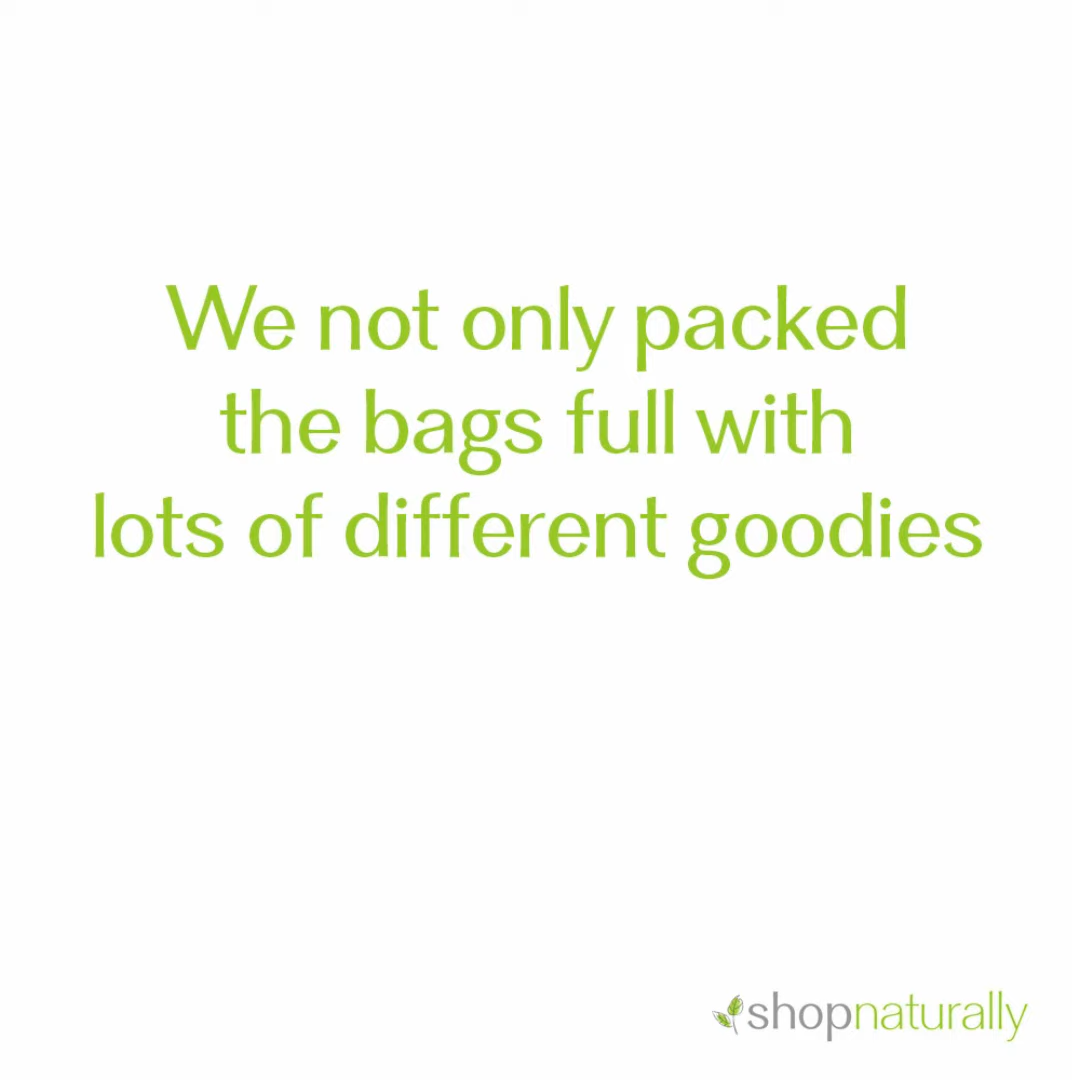 We not only packed
the bags full with
lots of different goodies
shopnaturally